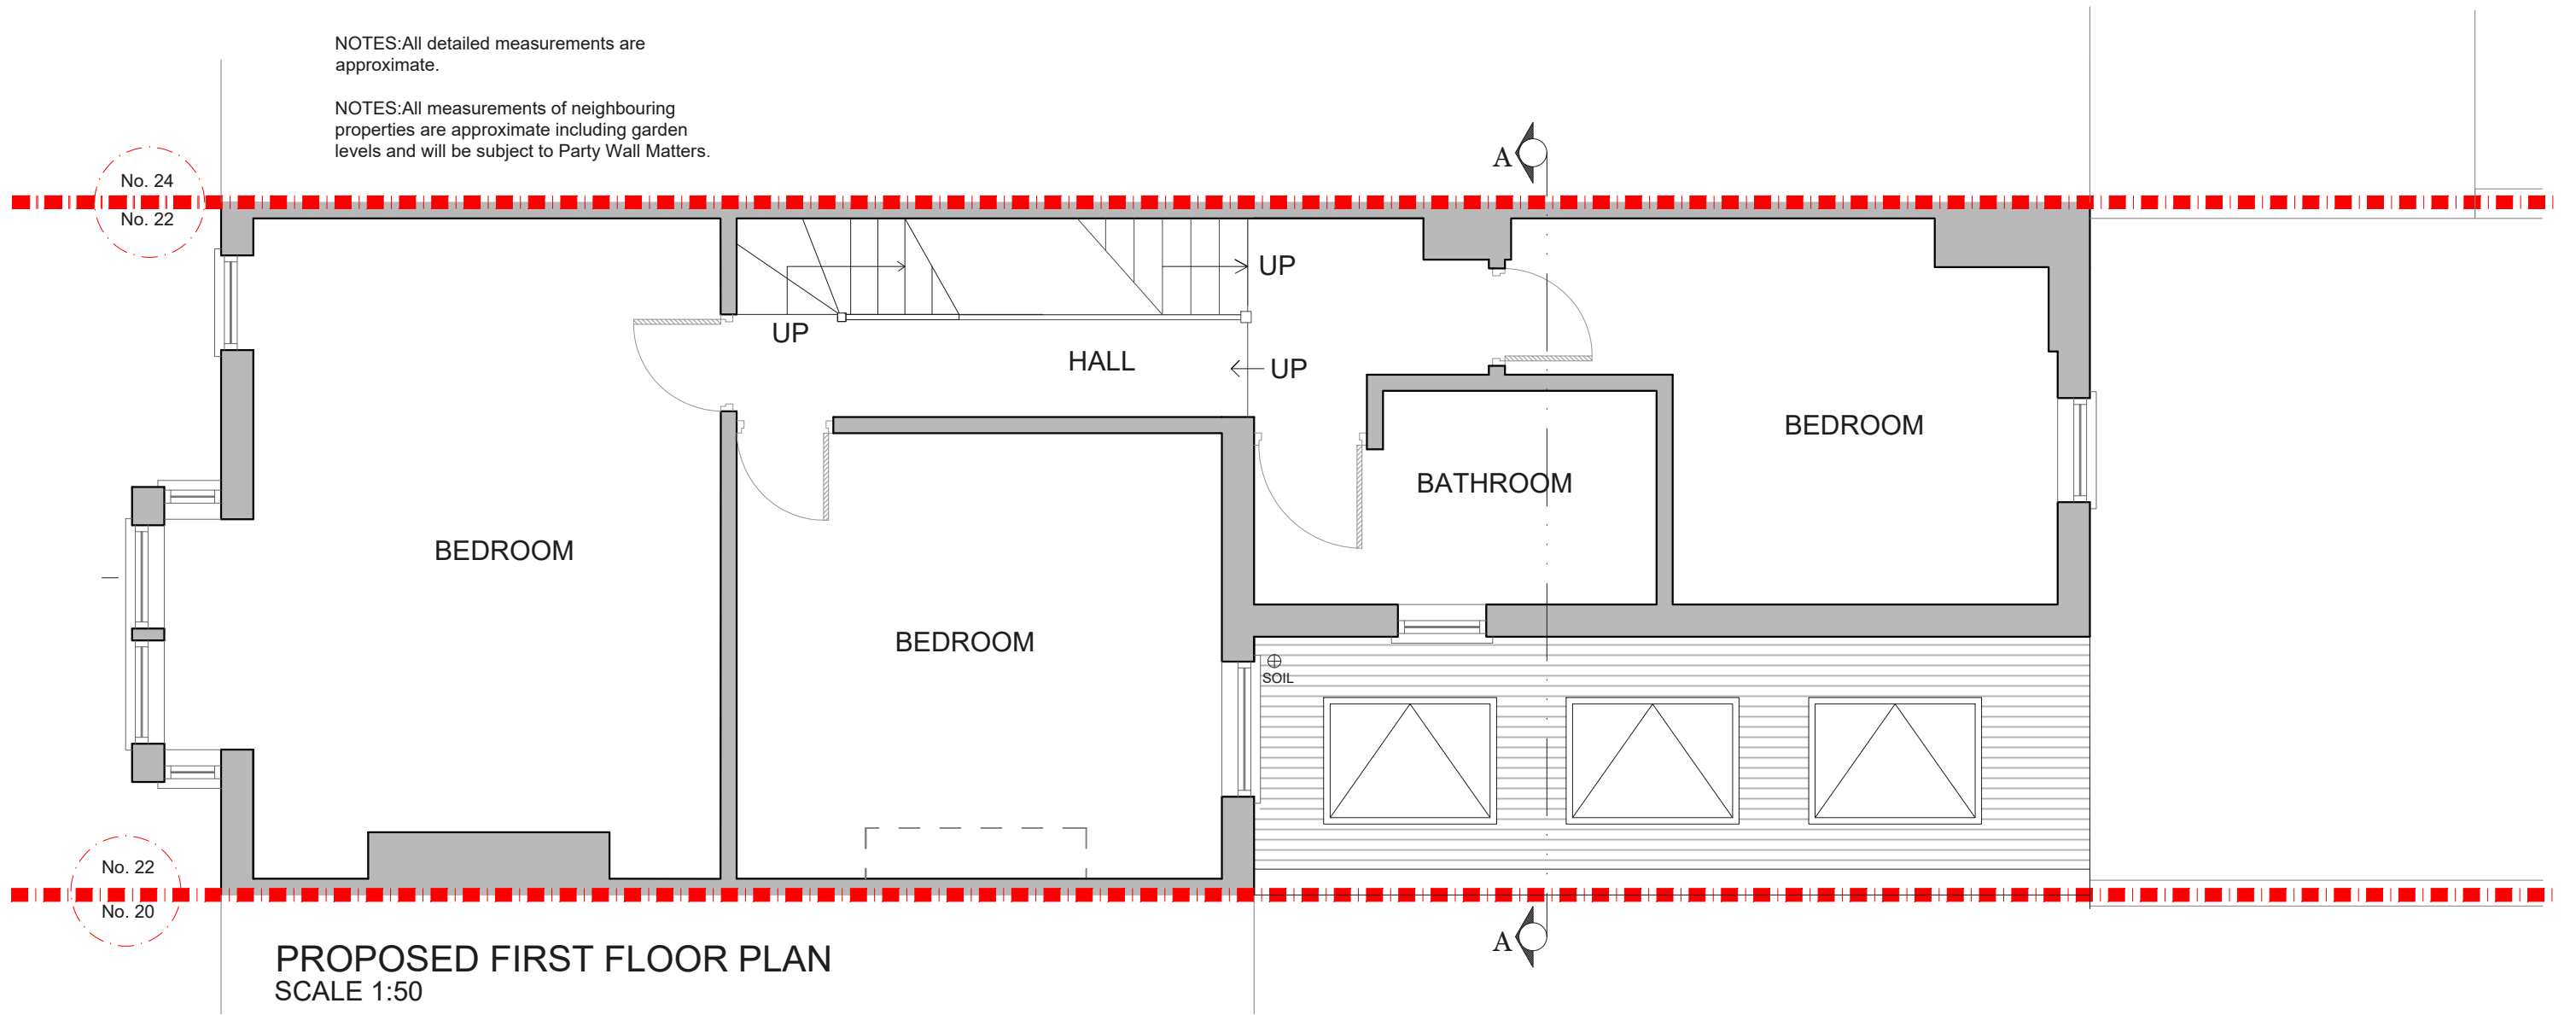 NOTES:All detailed measurements are
approximate.
NOTES:All measurements of neighbouring
properties are approximate including garden
levels and will be subject to Party Wall Matters.
A
No. 24
No. 22
UP
UP
HALL
UP
BEDROOM
BATHROOM
BEDROOM
BEDROOM
SOIL
No. 22
No. 20
A
PROPOSED FIRST FLOOR PLAN
SCALE 1:50